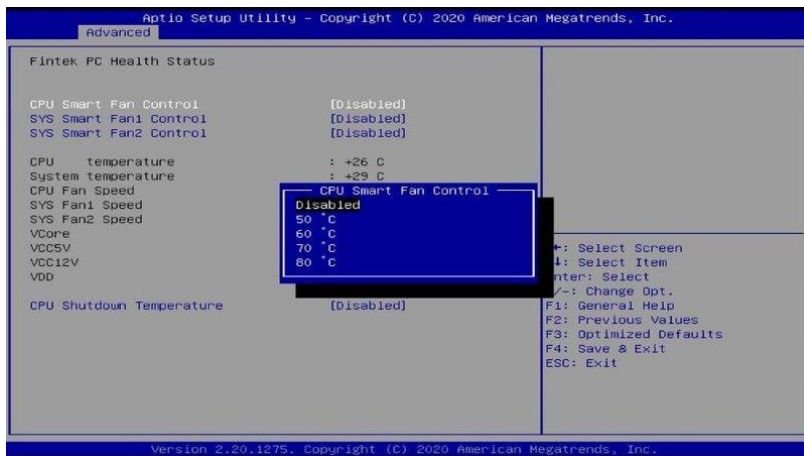 Aptio Setup Utility - Copyright (C) 2020 American Megatrends, Inc.
Advanced
Fintek PC Health Status
CPU Smart Fan Control [Disabled]
SYS Smart Fan1 Control [Disabled]
SYS Smart Fan2 Control [Disabled]
CPU temperature : +26 C
System temperature : +29 C
CPU Fan Speed
SYS Fan1 Speed
SYS Fan2 Speed
VCore
VCC5V
VCC12V
VDD
CPU Shutdown Temperature [Disabled]
CPU Smart Fan Control
Disabled
50 °C
60 °C
70 °C
80 °C
: Select Screen
: Select Item
nter: Select
/-: Change Opt.
F1: General Help
F2: Previous Values
F3: Optimized Defaults
F4: Save & Exit
ESC: Exit
Version 2.20.1275. Copyright (C) 2020 American Megatrends, Inc.